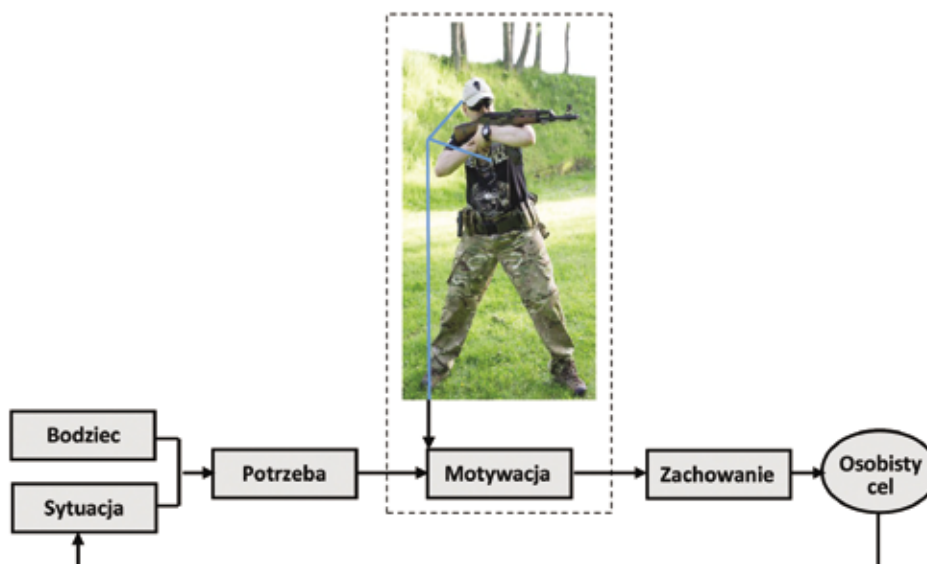 Bodziec
Sytuacja
Potrzeba
Motywacja
Zachowanie
Osobisty
cel